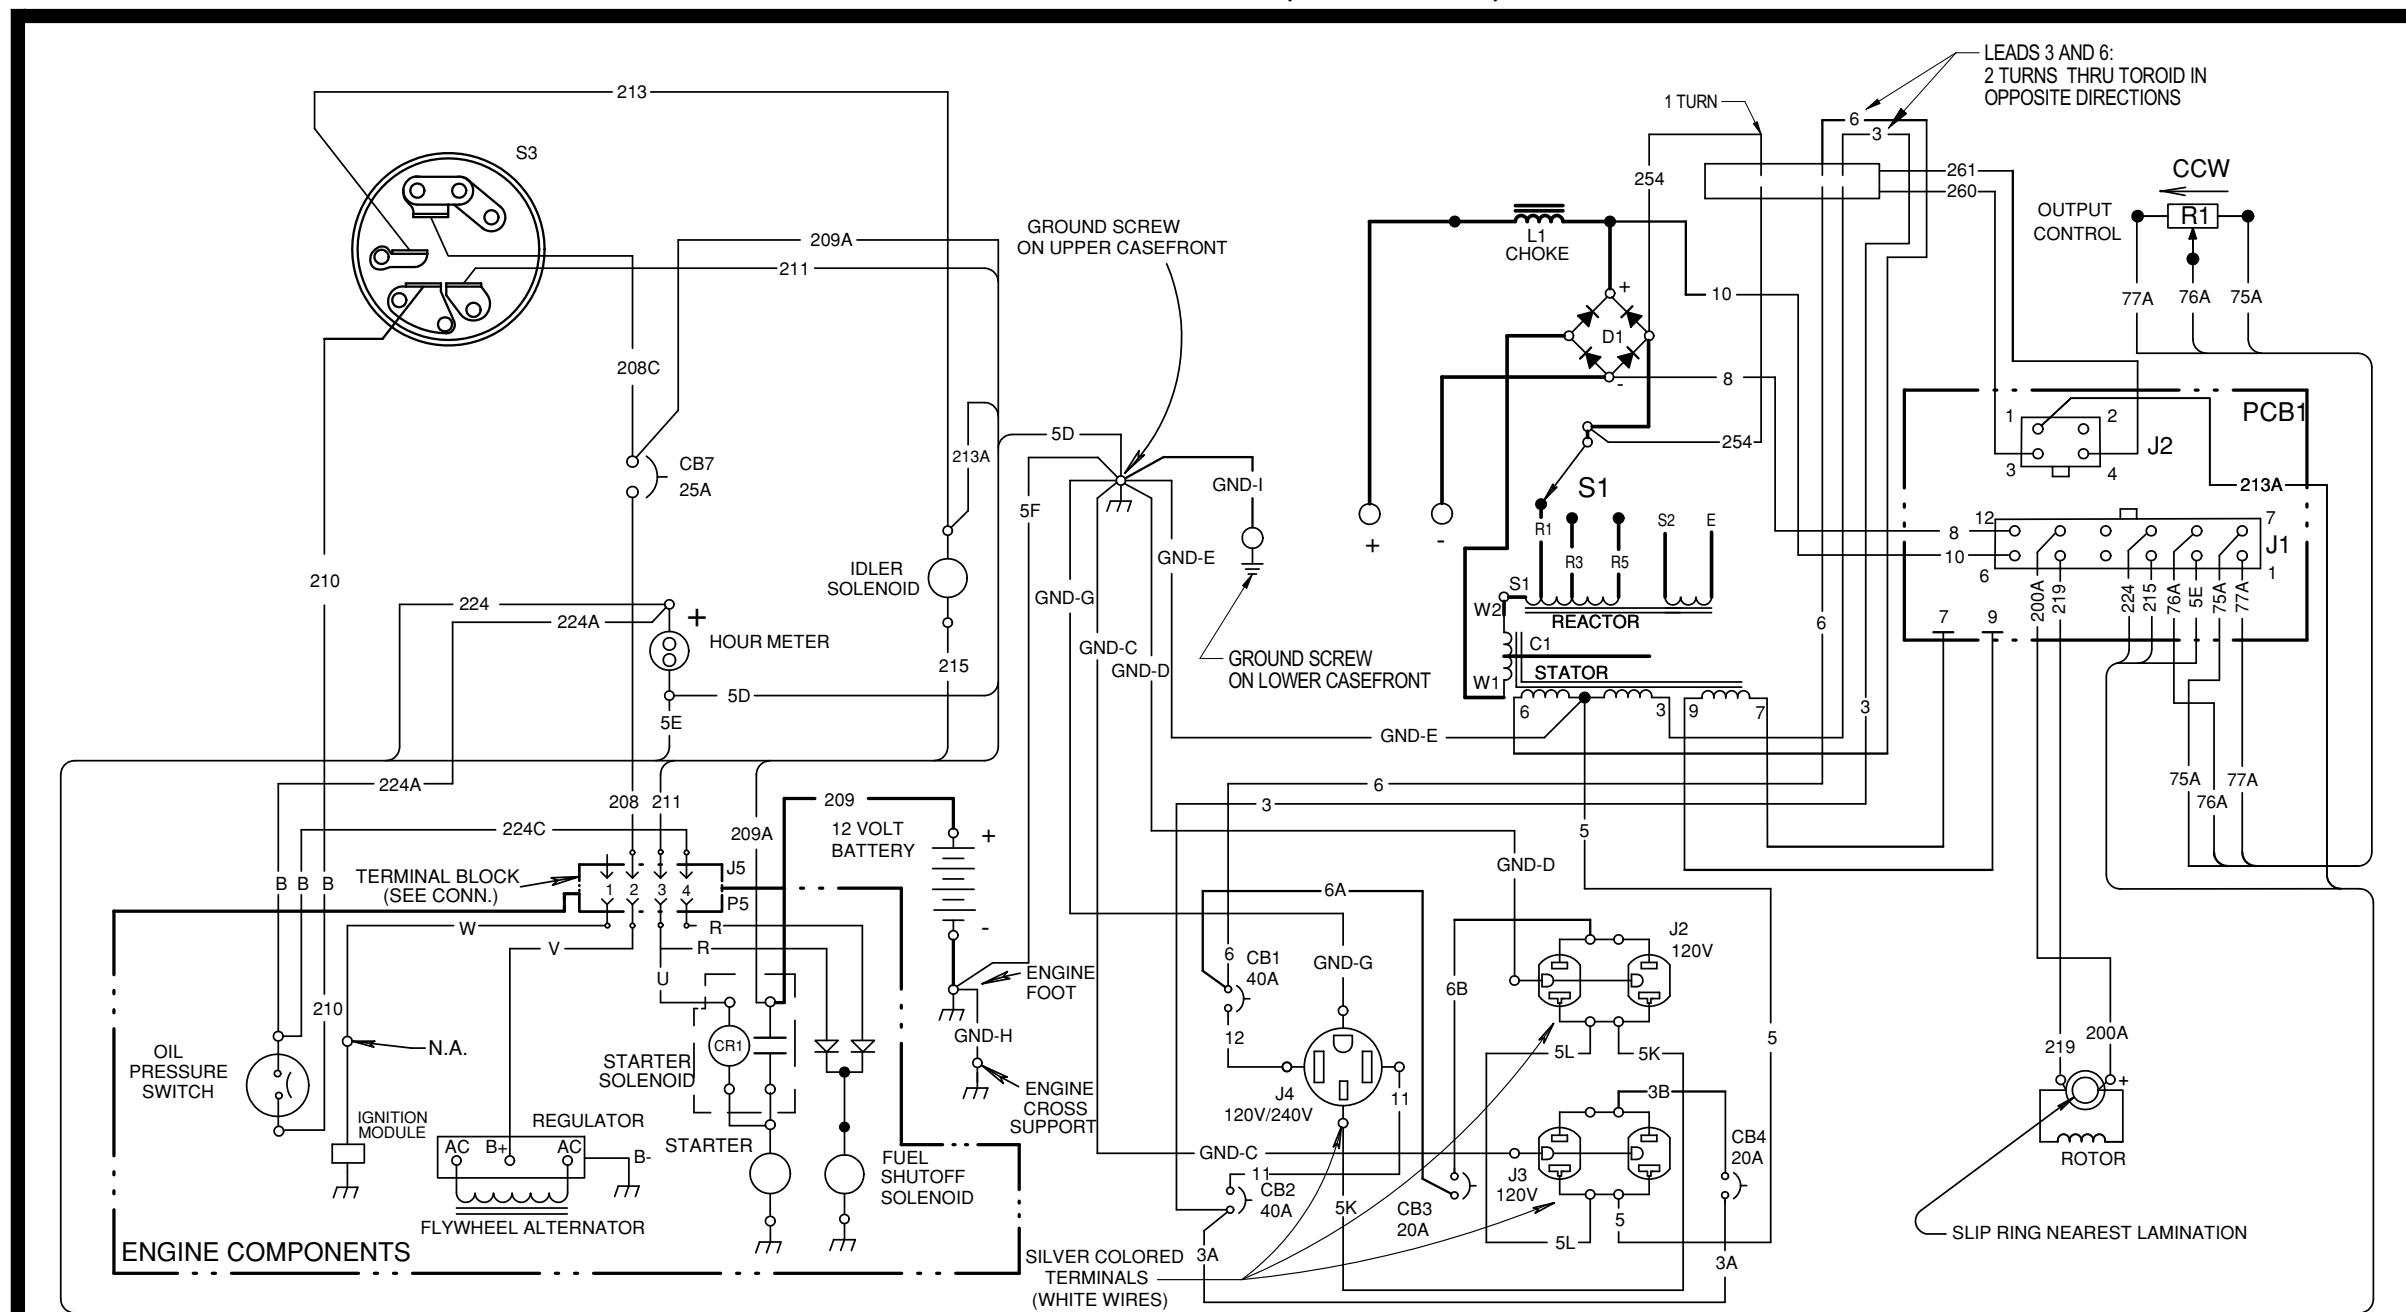 LEADS 3 AND 6:
2 TURNS THRU TOROID IN
OPPOSITE DIRECTIONS
1 TURN
213
S3
6
3
254
261
260
CCW
R1
OUTPUT
CONTROL
77A
76A
75A
209A
211
GROUND SCREW
ON UPPER CASEFRONT
L1
CHOKE
10
+
D1
-
8
208C
PCB1
1
2
3
4
J2
213A
5D
213A
CB7
25A
5F
GND-I
254
S1
+
-
R1
R3
R5
S2
E
8
10
12
7
J1
6
1
200A
219
224
215
76A
5E
75A
77A
7
9
210
IDLER
SOLENOID
GND-E
GND-G
GND-C
GND-D
S1
W2
REACTOR
C1
STATOR
W1
6
3
9
7
6
3
224
224A
+
HOUR METER
215
5D
5E
GROUND SCREW
ON LOWER CASEFRONT
GND-E
224A
208
211
209
209A
12 VOLT
BATTERY
+
-
6
3
5
75A
76A
77A
224C
TERMINAL BLOCK
(SEE CONN.)
1
2
3
4
J5
P5
B
B
B
W
V
R
R
U
GND-D
6A
6
CB1
40A
GND-G
6B
J2
120V
ENGINE
FOOT
GND-H
210
N.A.
OIL
PRESSURE
SWITCH
CR1
STARTER
SOLENOID
12
J4
120V/240V
11
5L
5K
5
200A
219
+
ENGINE
CROSS
SUPPORT
IGNITION
MODULE
REGULATOR
AC
B+
AC
B-
STARTER
FUEL
SHUTOFF
SOLENOID
FLYWHEEL ALTERNATOR
GND-C
11
CB2
40A
5K
CB3
20A
J3
120V
3B
CB4
20A
5
5L
ROTOR
SLIP RING NEAREST LAMINATION
ENGINE COMPONENTS
3A
3A
SILVER COLORED
TERMINALS
(WHITE WIRES)